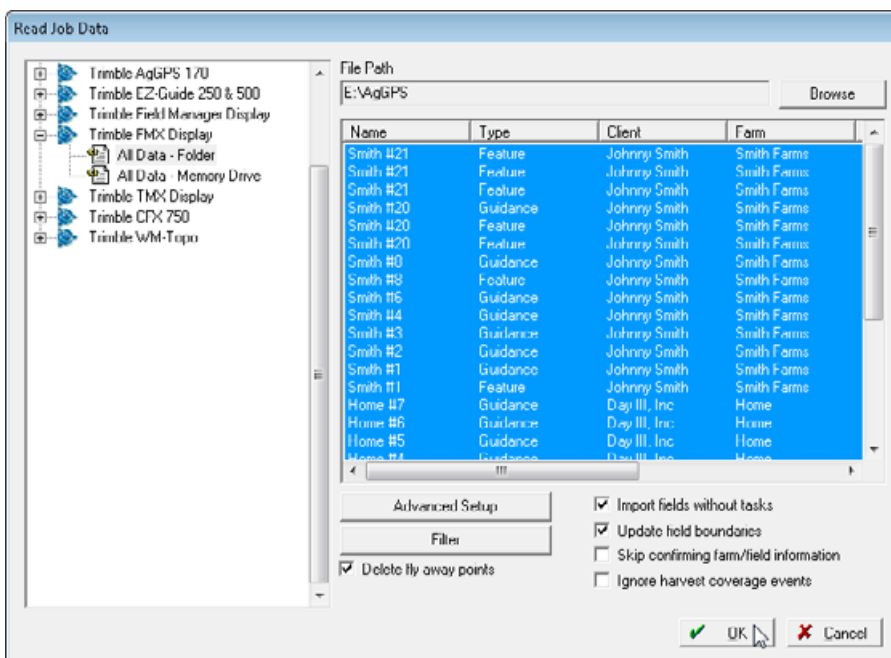 Read Job Data
Trimble AgGPS 170
Trimble EZ-Guide 250 & 500
Trimble Field Manager Display
Trimble FMX Display
All Data - Folder
All Data - Memory Drive
Trimble TMX Display
Trimble CFX 750
Trimble WM-Topo
File Path
E:\AgGPS
Browse
Name Type Client Farm
Smith #21 Feature Johnny Smith Smith Farms
Smith #21 Feature Johnny Smith Smith Farms
Smith #21 Feature Johnny Smith Smith Farms
Smith #20 Guidance Johnny Smith Smith Farms
Smith #20 Feature Johnny Smith Smith Farms
Smith #20 Feature Johnny Smith Smith Farms
Smith Guidance Johnny Smith Smith Farms
Smith #8 Feature Johnny Smith Smith Farms
Smith #6 Guidance Johnny Smith Smith Farms
Smith #4 Guidance Johnny Smith Smith Farms
Smith #3 Guidance Johnny Smith Smith Farms
Smith #2 Guidance Johnny Smith Smith Farms
Smith #1 Guidance Johnny Smith Smith Farms
Smith #1 Feature Johnny Smith Smith Farms
Home #7 Guidance Day III, Inc Home
Home #6 Guidance Day III, Inc Home
Home #5 Guidance Day III, Inc Home
Home #4 Guidance Day III, Inc Home
Advanced Setup
Filter
Delete fly away points
Import fields without tasks
Update field boundaries
Skip confirming farm/field information
Ignore harvest coverage events
OK
Cancel